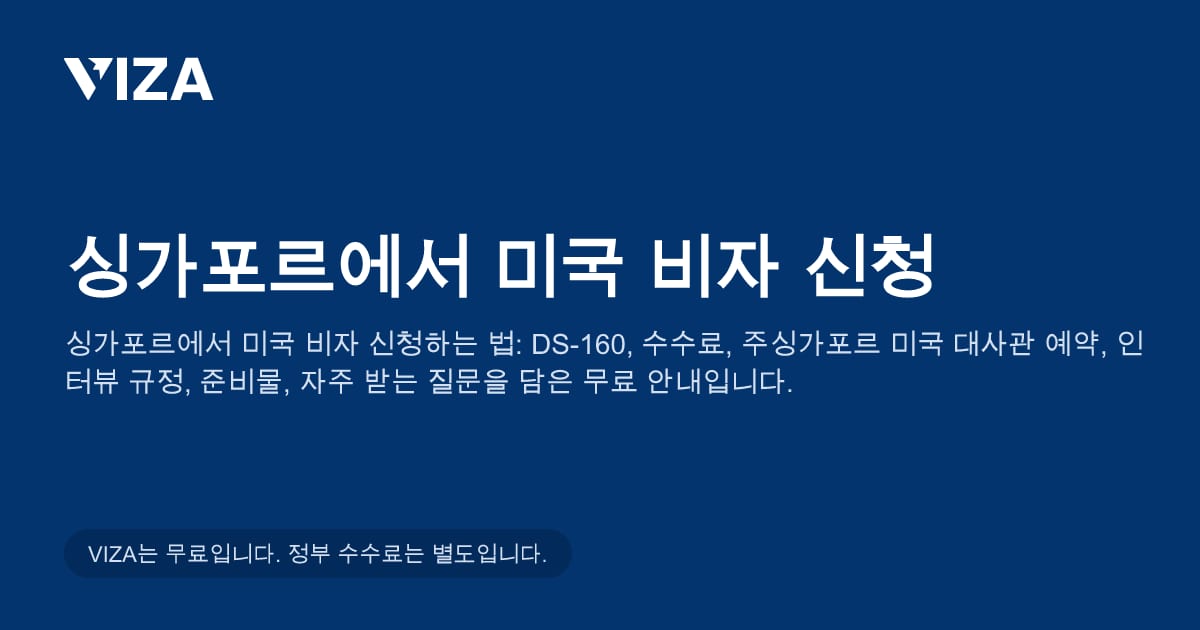 VIZA
싱가포르에서 미국 비자 신청
싱가포르에서 미국 비자 신청하는 법: DS-160, 수수료, 주싱가포르 미국 대사관 예약, 인
터뷰 규정, 준비물, 자주 받는 질문을 담은 무료 안내입니다.
VIZA는 무료입니다. 정부 수수료는 별도입니다.